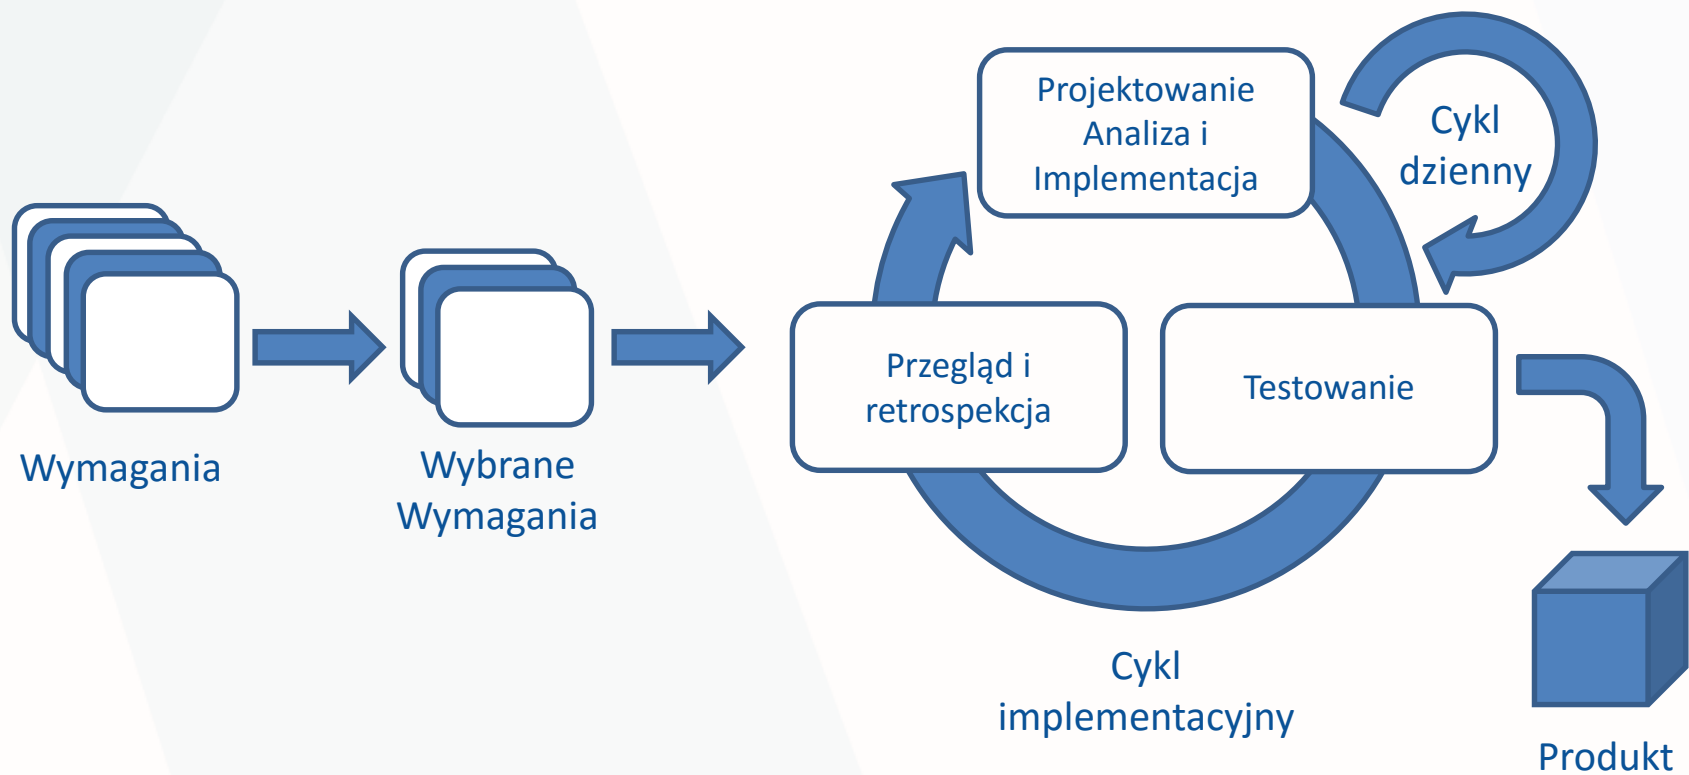 Wymagania
Wybrane
Wymagania
Projektowanie
Analiza i
Implementacja
Cykl
dzienny
Przegląd i
retrospekcja
Testowanie
Cykl
implementacyjny
Produkt